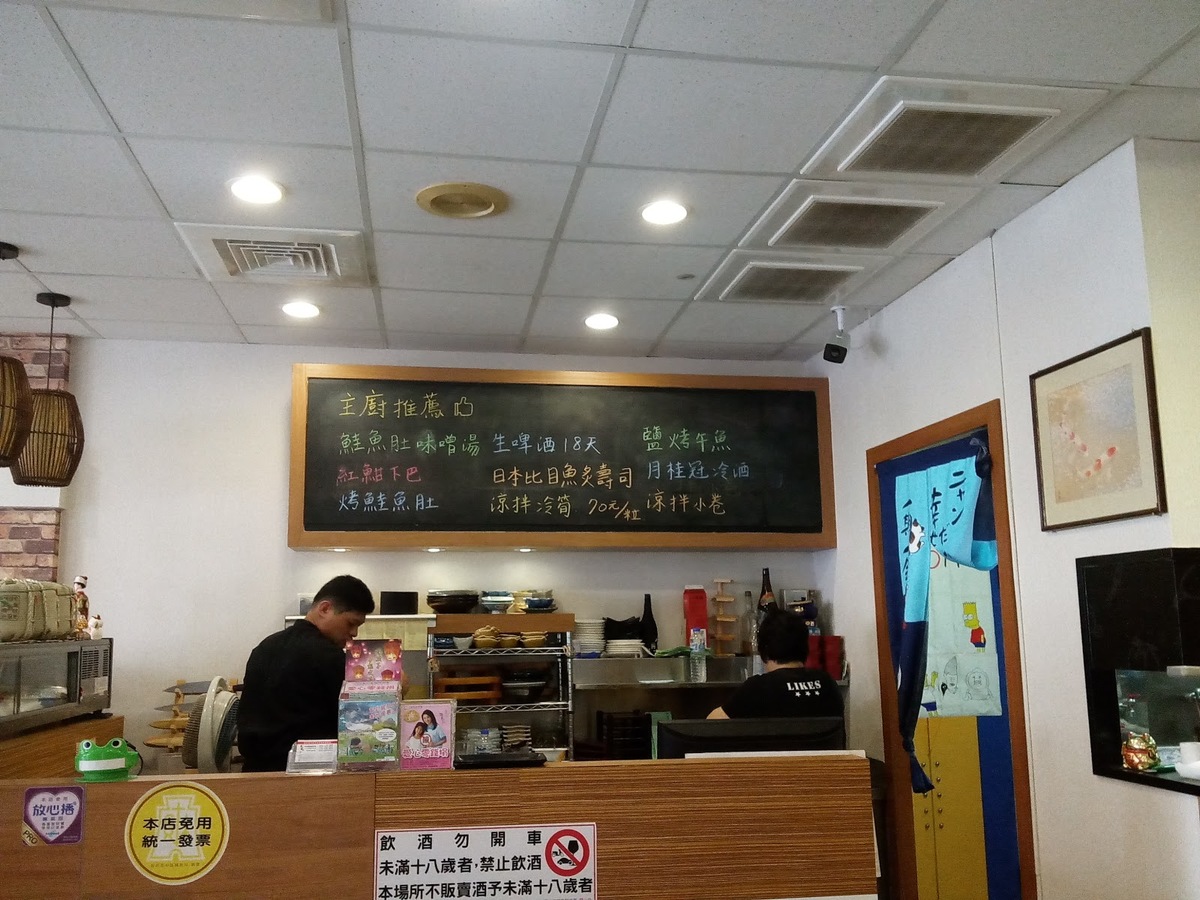 主廚推薦
鮭魚肚味噌湯 生啤酒18天 鹽烤午魚
紅魽下巴 日本比目魚炙壽司 月桂冠冷酒
烤鮭魚肚 涼拌冷筍 70元/粒 涼拌小卷
ニャン
LIKES
放心播
PRO
本店免用
統一發票
飲酒勿開車
未滿十八歲者,禁止飲酒
本場所不販賣酒予未滿十八歲者